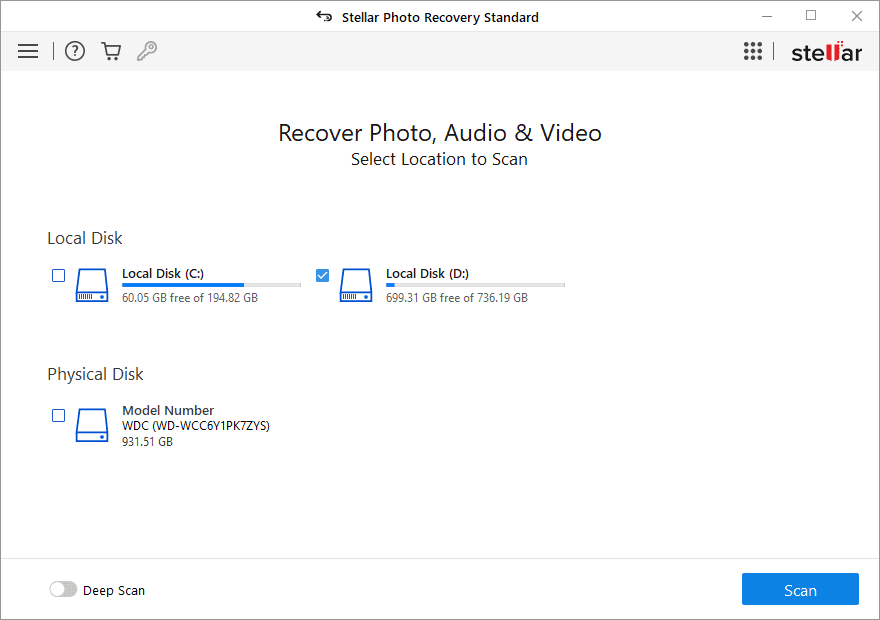 Stellar Photo Recovery Standard
stellar
Recover Photo, Audio & Video
Select Location to Scan
Local Disk
Local Disk (C:)
60.05 GB free of 194.82 GB
Local Disk (D:)
699.31 GB free of 736.19 GB
Physical Disk
Model Number
WDC (WD-WCC6Y1PK7ZYS)
931.51 GB
Deep Scan
Scan